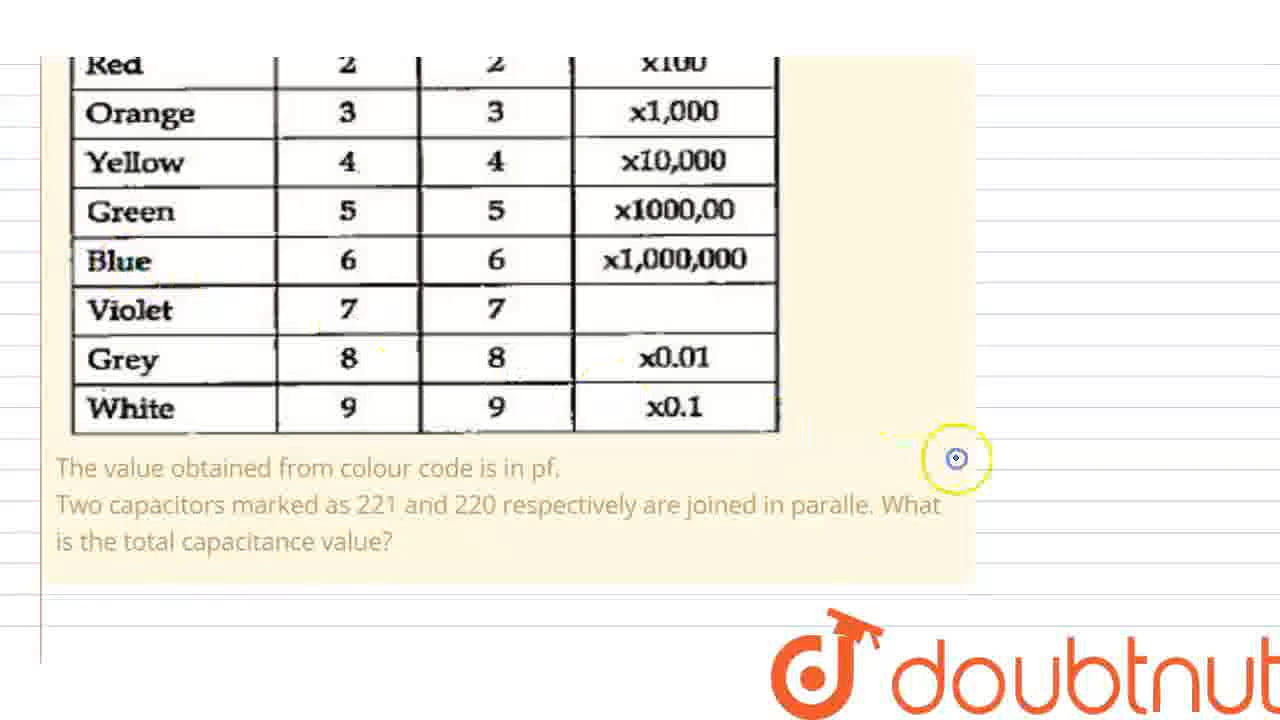 Red 2 2 x100
Orange 3 3 x1,000
Yellow 4 4 x10,000
Green 5 5 x1000,00
Blue 6 6 x1,000,000
Violet 7 7
Grey 8 8 x0.01
White 9 9 x0.1
The value obtained from colour code is in pf.
Two capacitors marked as 221 and 220 respectively are joined in paralle. What
is the total capacitance value?
doubtnut